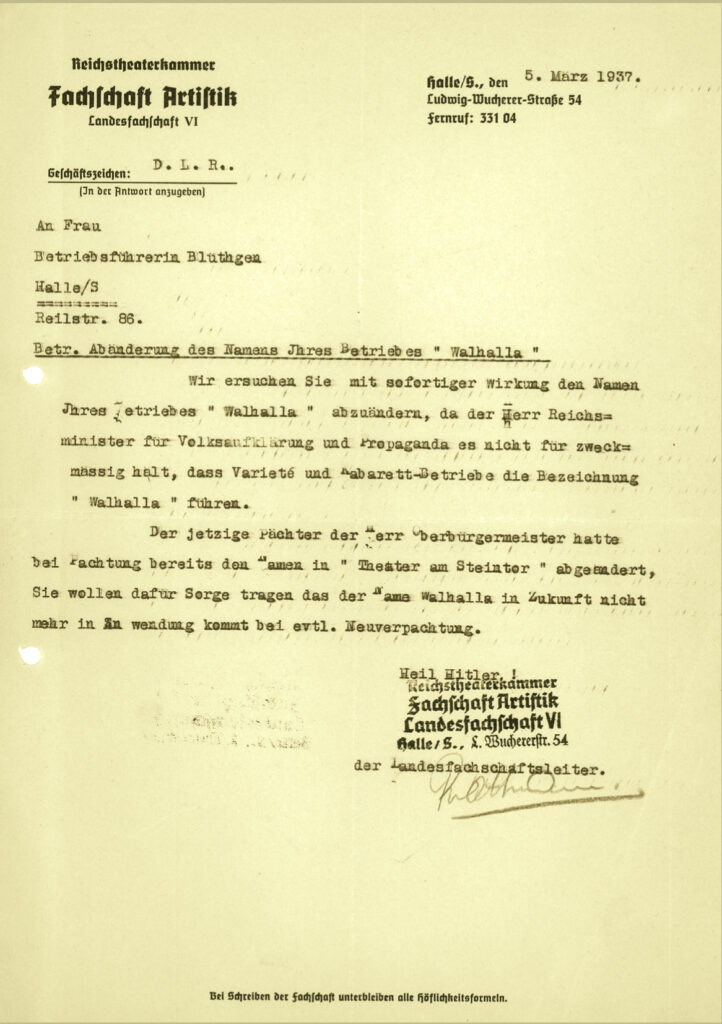 Reichstheaterkammer
Fachschaft Artistik
Landesfachschaft VI
Halle/S., den 5. März 1937.
Ludwig-Wucherer-Straße 54
Fernruf: 331 04
Geschäftszeichen: D. L. R..
(In der Antwort anzugeben)
An Frau
Betriebsführerin Blüthgen
Halle/S
Reilstr. 86.
Betr. Abänderung des Namens Jhres Betriebes " Walhalla "
Wir ersuchen Sie mit sofortiger Wirkung den Namen
Jhres Betriebes " Walhalla " abzuändern, da der Herr Reichs=
minister für Volksaufklärung und Propaganda es nicht für zweck=
mässig hält, dass Varieté und Kabarett-Betriebe die Bezeichnung
" Walhalla " führen.
Der jetzige Pächter der Herr Oberbürgermeister hatte
bei Pachtung bereits den Namen in " Theater am Steintor " abgeändert,
Sie wollen dafür Sorge tragen das der Name Walhalla in Zukunft nicht
mehr in An wendung kommt bei evtl. Neuverpachtung.
Heil Hitler !
Reichstheaterkammer
Fachschaft Artistik
Landesfachschaft VI
Halle/S., L. Wuchererstr. 54
der Landesfachschaftsleiter.
Bei Schreiben der Fachschaft unterbleiben alle Höflichkeitsformeln.